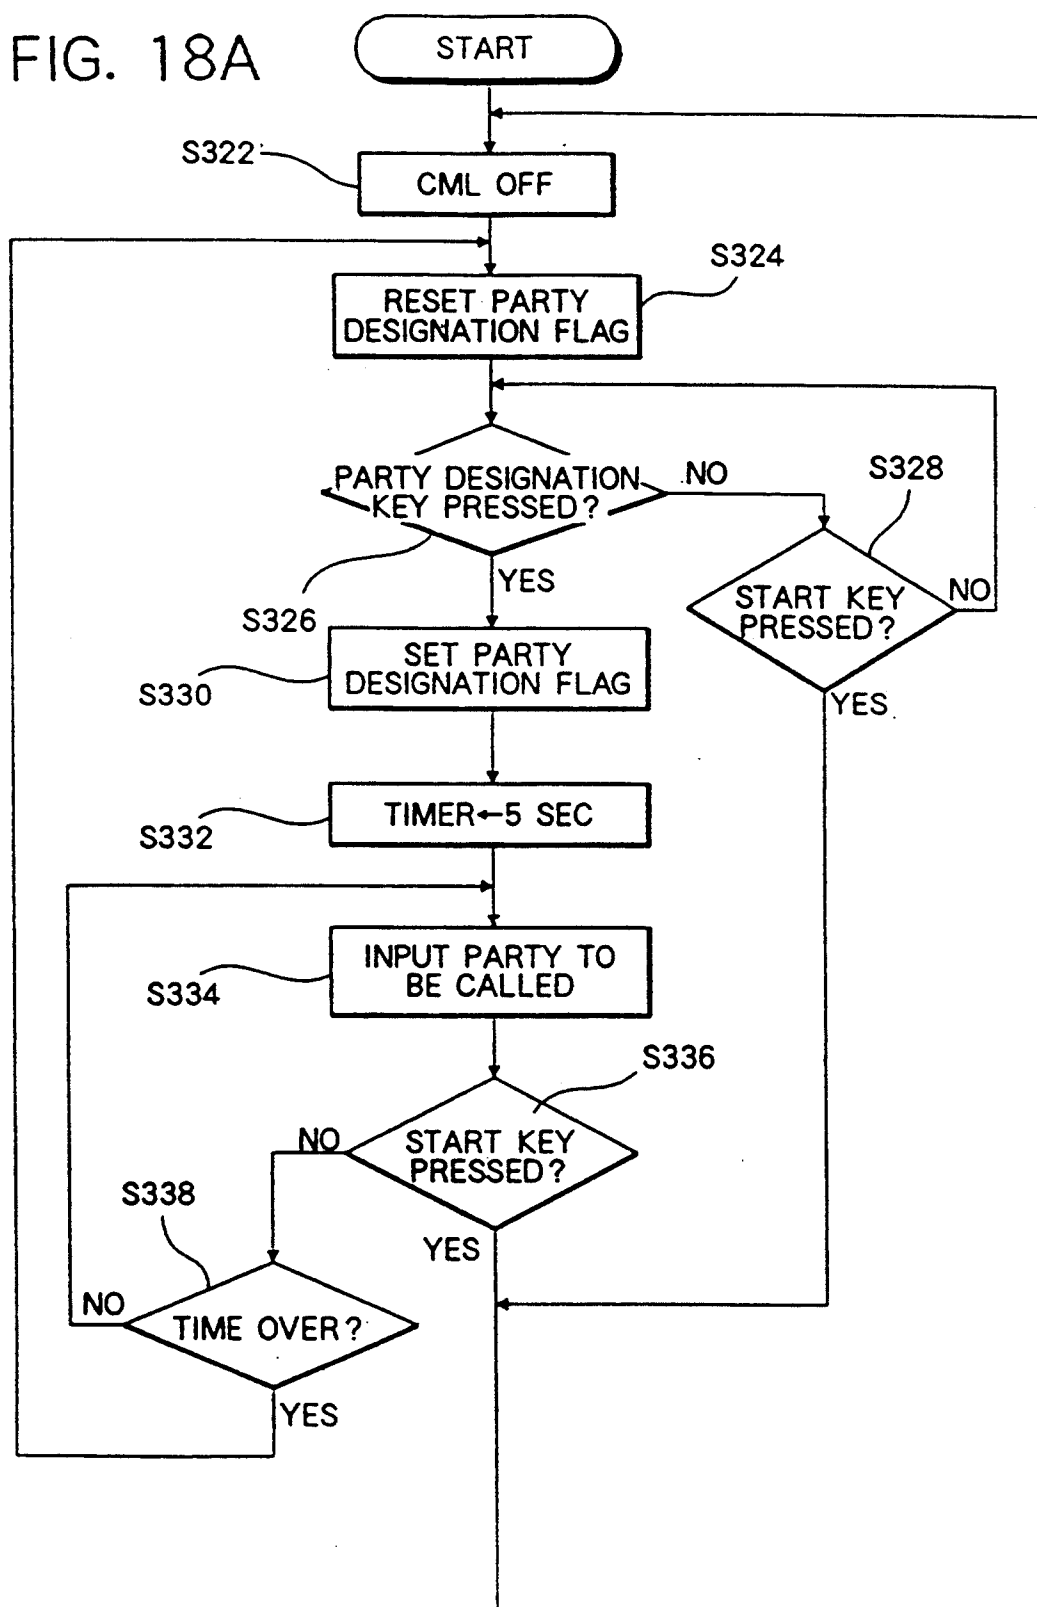 FIG. 18A
START
S322
CML OFF
S324
RESET PARTY
DESIGNATION FLAG
PARTY DESIGNATION
KEY PRESSED?
NO
S328
YES
S326
START KEY
PRESSED?
NO
SET PARTY
DESIGNATION FLAG
S330
YES
TIMER←5 SEC
S332
INPUT PARTY TO
BE CALLED
S334
S336
START KEY
PRESSED?
NO
S338
YES
NO
TIME OVER?
YES